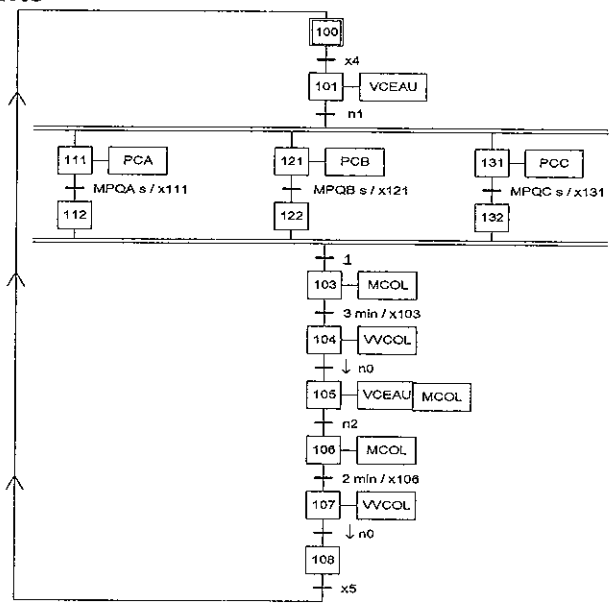 100
x4
101 VCEAU
n1
111 PCA 121 PCB 131 PCC
MPQA s / x111 MPQB s / x121 MPQC s / x131
112 122 132
1
103 MCOL
3 min / x103
104 VVCOL
↓ n0
105 VCEAU MCOL
n2
106 MCOL
2 min / x106
107 VVCOL
↓ n0
108
x5